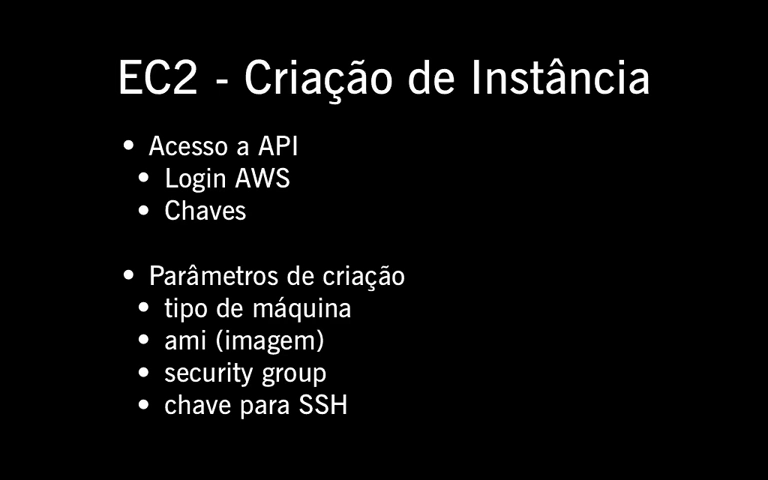 EC2 - Criação de Instância
• Acesso a API
• Login AWS
• Chaves
• Parâmetros de criação
• tipo de máquina
• ami (imagem)
• security group
• chave para SSH